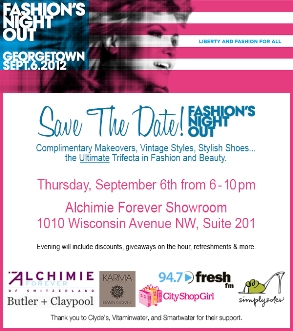 FASHION'S
NIGHT
OUT
GEORGETOWN
SEPT.6.2012
LIBERTY AND FASHION FOR ALL
Save The Date!
FASHION'S
NIGHT
OUT
Complimentary Makeovers, Vintage Styles, Stylish Shoes...
the Ultimate Trifecta in Fashion and Beauty.
Thursday, September 6th from 6-10pm
Alchimie Forever Showroom
1010 Wisconsin Avenue NW, Suite 201
Evening will include discounts, giveaways on the hour, refreshments & more.
ALCHIMIE
FOREVER
OF SWITZERLAND
Butler + Claypool
KARMA
94.7 fresh fm
CityShopGirl
simplysoles
Thank you to Clyde's, Vitaminwater, and Smartwater for their support.